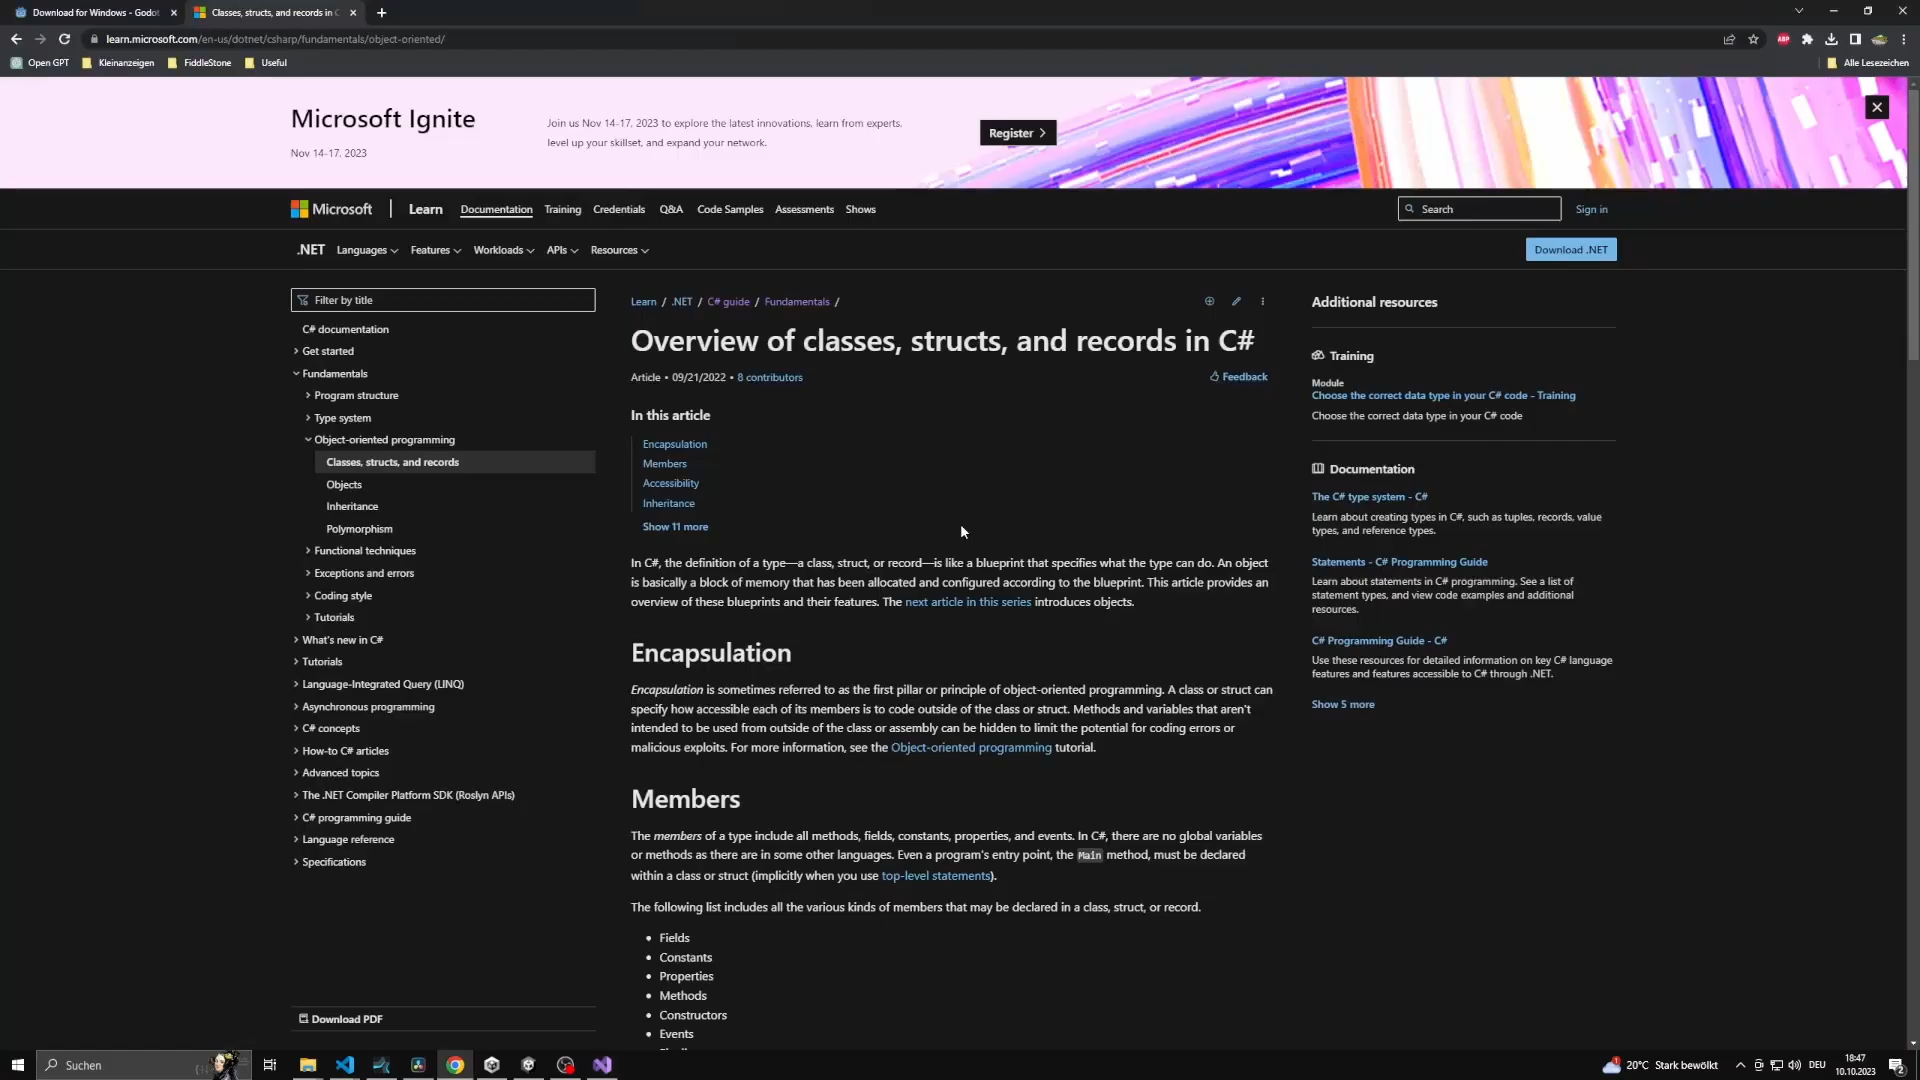 Download for Windows - Godot
Classes, structs, and records in C
learn.microsoft.com/en-us/dotnet/csharp/fundamentals/object-oriented/
ABP
Open GPT
Kleinanzeigen
FiddleStone
Useful
Alle Lesezeichen
Microsoft Ignite
Nov 14-17, 2023
Join us Nov 14-17, 2023 to explore the latest innovations, learn from experts,
level up your skillset, and expand your network.
Register
Microsoft
Learn
Documentation
Training
Credentials
Q&A
Code Samples
Assessments
Shows
Search
Sign in
.NET
Languages
Features
Workloads
APIs
Resources
Download .NET
Filter by title
C# documentation
Get started
Fundamentals
Program structure
Type system
Object-oriented programming
Classes, structs, and records
Objects
Inheritance
Polymorphism
Functional techniques
Exceptions and errors
Coding style
Tutorials
What's new in C#
Tutorials
Language-Integrated Query (LINQ)
Asynchronous programming
C# concepts
How-to C# articles
Advanced topics
The .NET Compiler Platform SDK (Roslyn APIs)
C# programming guide
Language reference
Specifications
Download PDF
Learn / .NET / C# guide / Fundamentals /
Overview of classes, structs, and records in C#
Article • 09/21/2022 • 8 contributors
Feedback
In this article
Encapsulation
Members
Accessibility
Inheritance
Show 11 more
In C#, the definition of a type—a class, struct, or record—is like a blueprint that specifies what the type can do. An object
is basically a block of memory that has been allocated and configured according to the blueprint. This article provides an
overview of these blueprints and their features. The next article in this series introduces objects.
Encapsulation
Encapsulation is sometimes referred to as the first pillar or principle of object-oriented programming. A class or struct can
specify how accessible each of its members is to code outside of the class or struct. Methods and variables that aren't
intended to be used from outside of the class or assembly can be hidden to limit the potential for coding errors or
malicious exploits. For more information, see the Object-oriented programming tutorial.
Members
The members of a type include all methods, fields, constants, properties, and events. In C#, there are no global variables
or methods as there are in some other languages. Even a program's entry point, the Main method, must be declared
within a class or struct (implicitly when you use top-level statements).
The following list includes all the various kinds of members that may be declared in a class, struct, or record.
• Fields
• Constants
• Properties
• Methods
• Constructors
• Events
Additional resources
Training
Module
Choose the correct data type in your C# code - Training
Choose the correct data type in your C# code
Documentation
The C# type system - C#
Learn about creating types in C#, such as tuples, records, value
types, and reference types.
Statements - C# Programming Guide
Learn about statements in C# programming. See a list of
statement types, and view code examples and additional
resources.
C# Programming Guide - C#
Use these resources for detailed information on key C# language
features and features accessible to C# through .NET.
Show 5 more
Suchen
20°C Stark bewölkt
DEU
18:47
10.10.2023
2